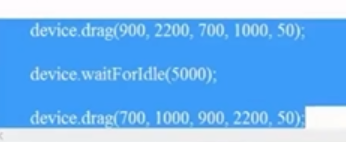 device.drag(900, 2200, 700, 1000, 50);
device.waitForIdle(5000);
device.drag(700, 1000, 900, 2200, 50);